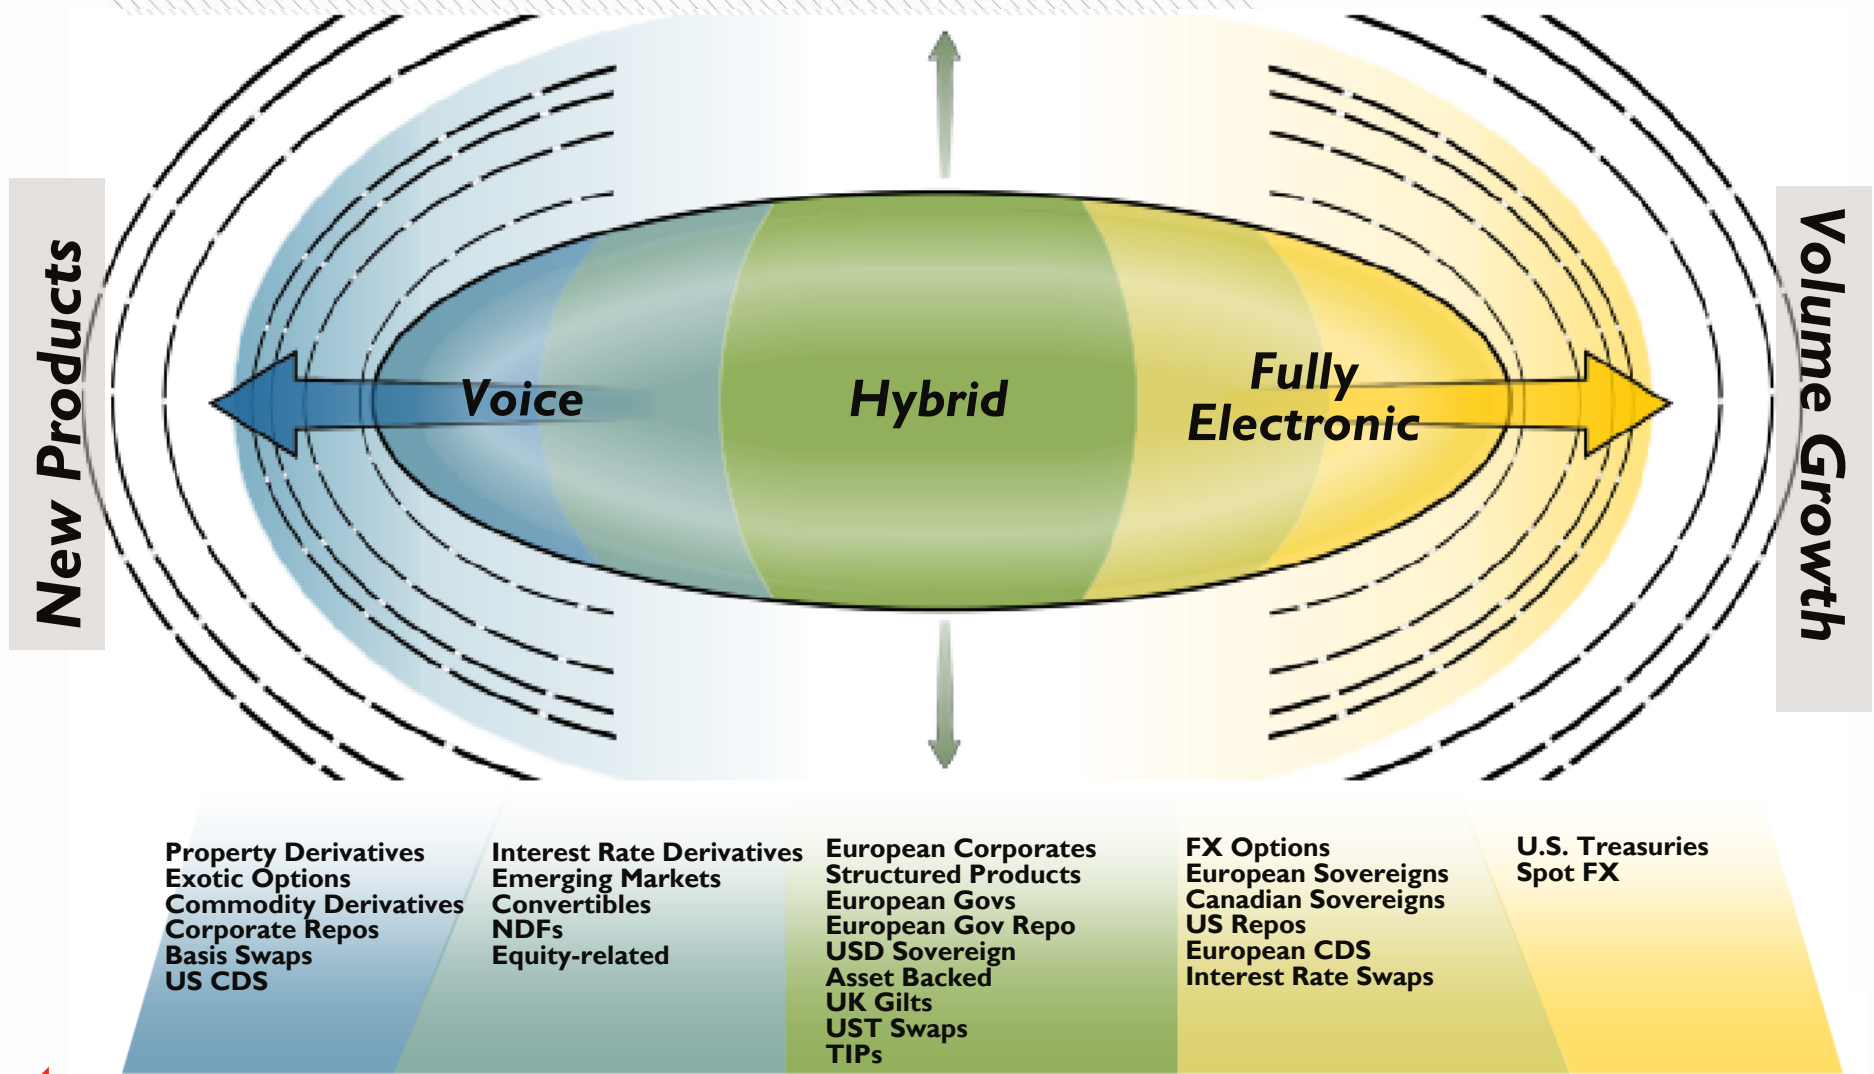 New Products
Voice
Hybrid
Fully
Electronic
Volume Growth
Property Derivatives
Exotic Options
Commodity Derivatives
Corporate Repos
Basis Swaps
US CDS
Interest Rate Derivatives
Emerging Markets
Convertibles
NDFs
Equity-related
European Corporates
Structured Products
European Govs
European Gov Repo
USD Sovereign
Asset Backed
UK Gilts
UST Swaps
TIPs
FX Options
European Sovereigns
Canadian Sovereigns
US Repos
European CDS
Interest Rate Swaps
U.S. Treasuries
Spot FX